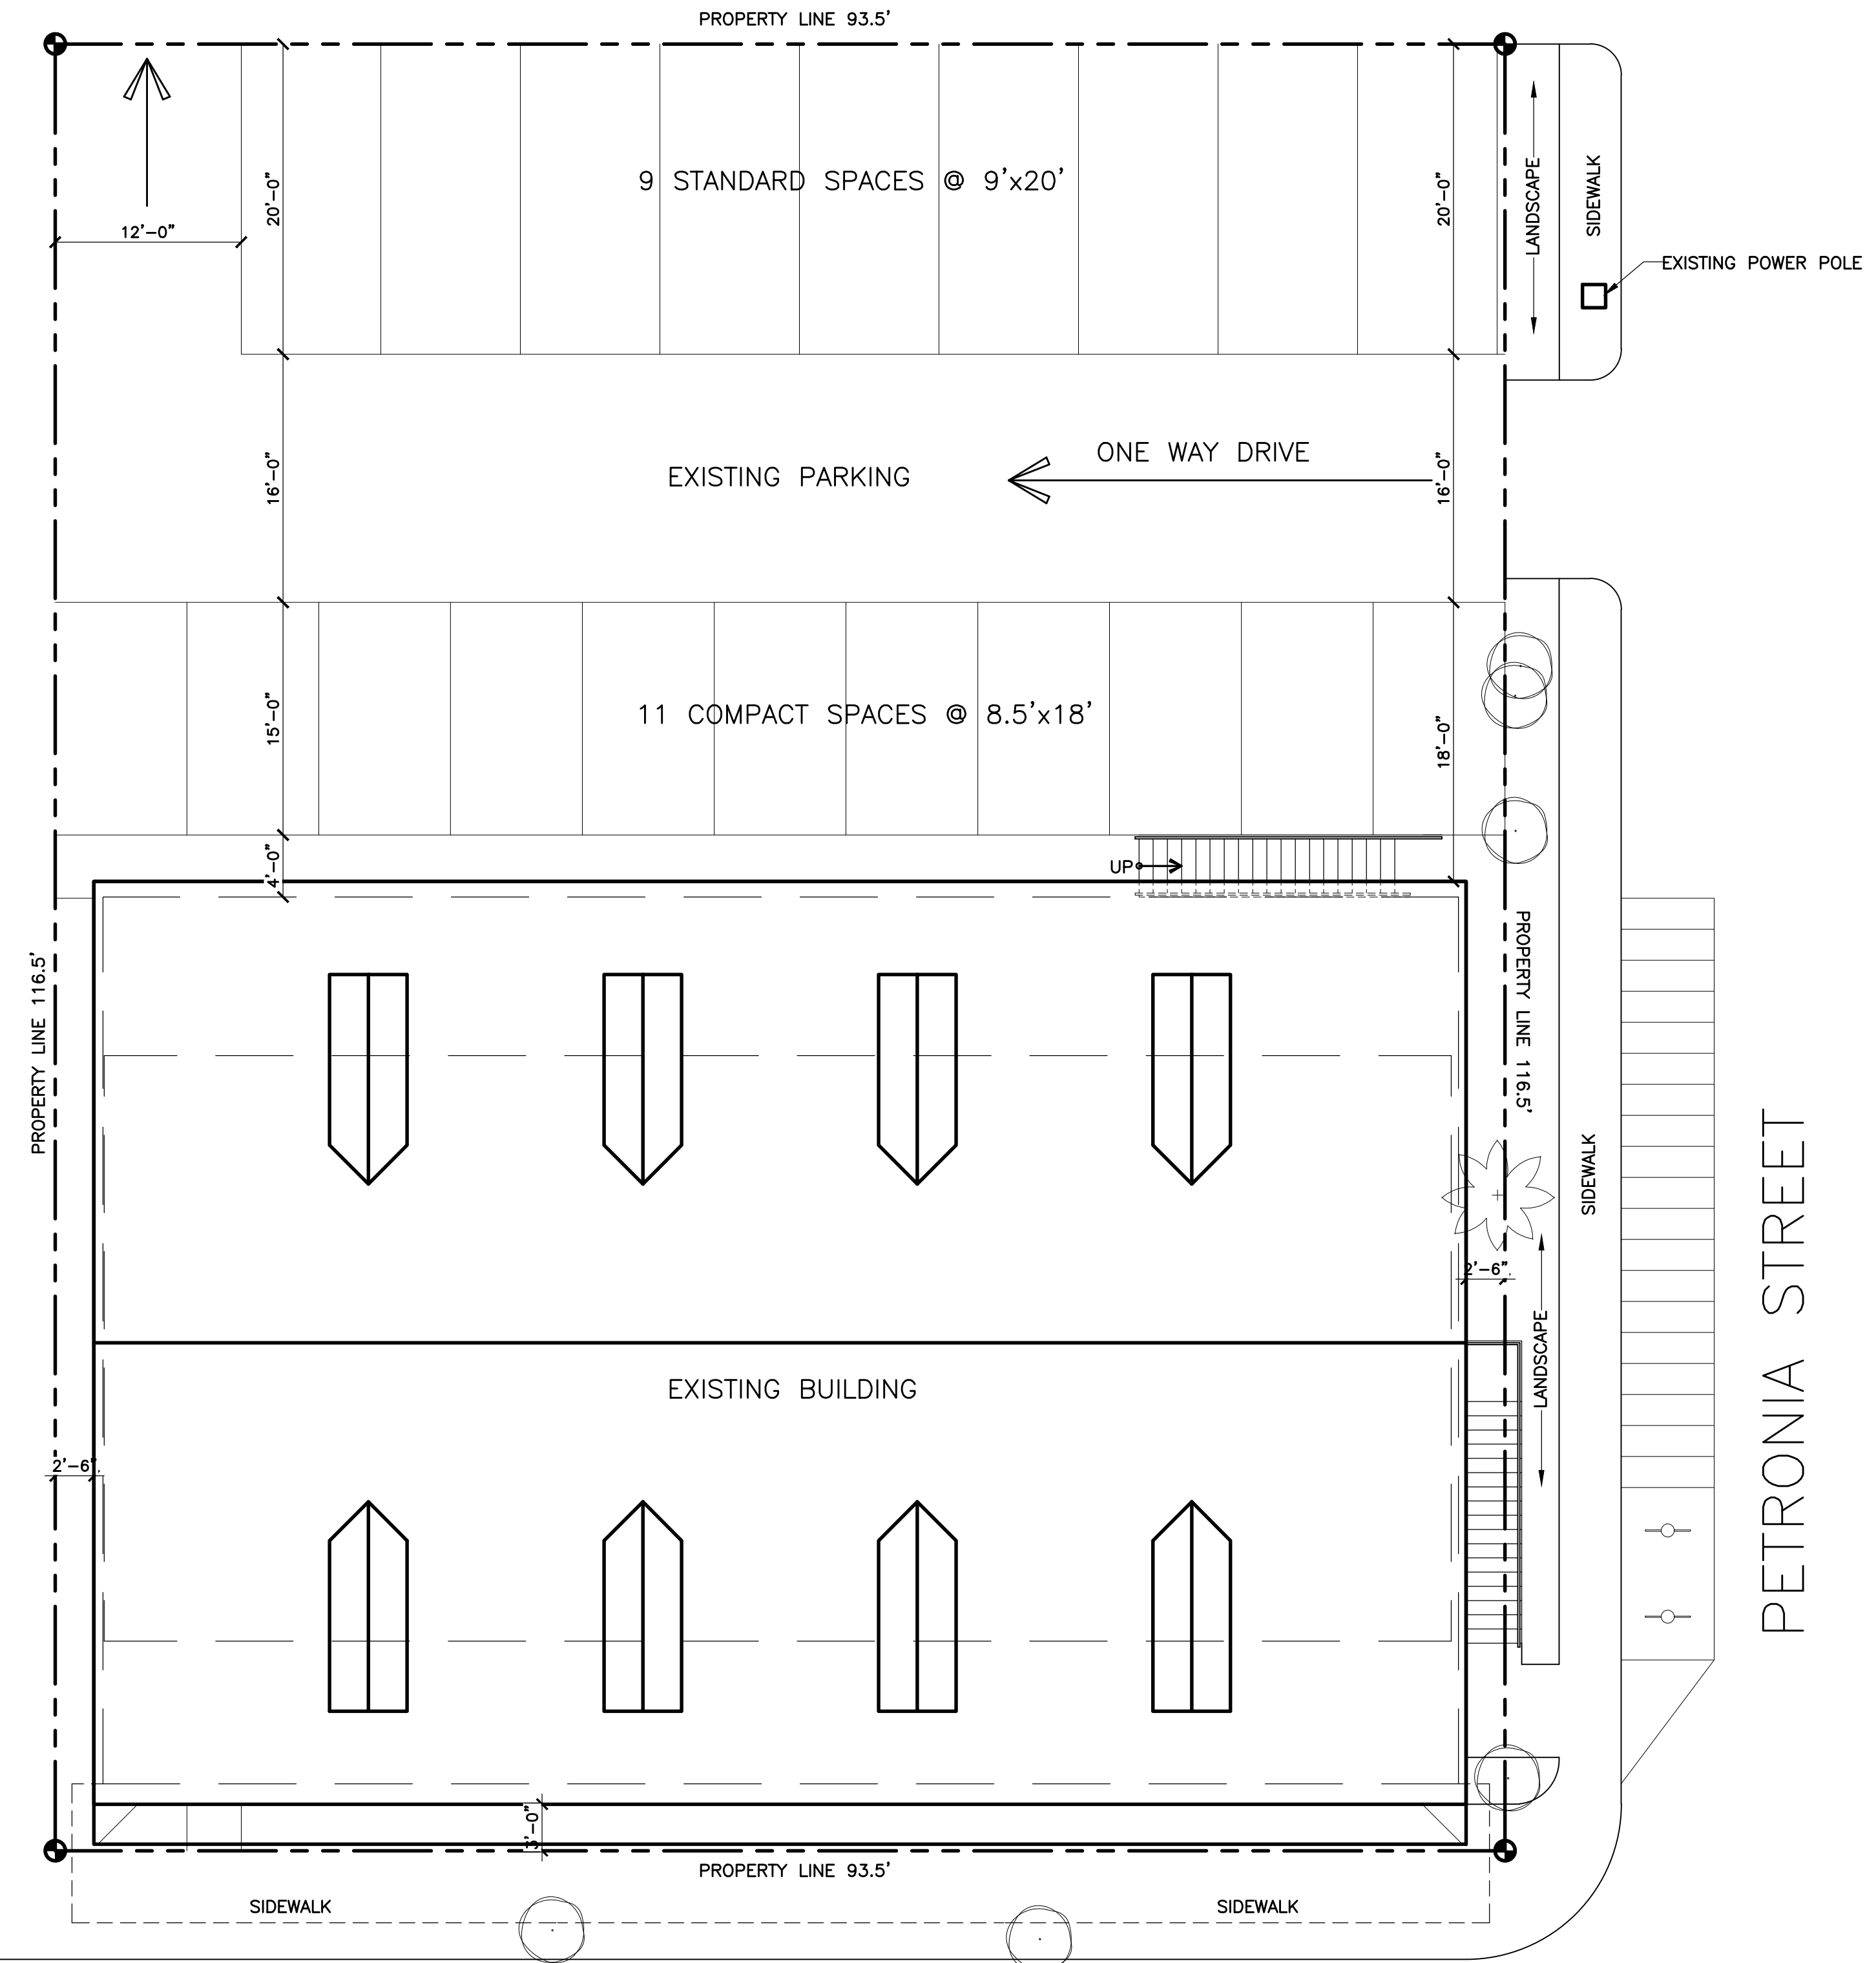 PROPERTY LINE 93.5'
9 STANDARD SPACES @ 9'x20'
20'-0"
20'-0"
12'-0"
LANDSCAPE
SIDEWALK
EXISTING POWER POLE
ONE WAY DRIVE
EXISTING PARKING
16'-0"
16'-0"
11 COMPACT SPACES @ 8.5'x18'
15'-0"
18'-0"
4'-0"
UP
PROPERTY LINE 116.5'
PROPERTY LINE 116.5'
SIDEWALK
PETRONIA STREET
2'-6"
LANDSCAPE
EXISTING BUILDING
2'-6"
3'-0"
PROPERTY LINE 93.5'
SIDEWALK
SIDEWALK